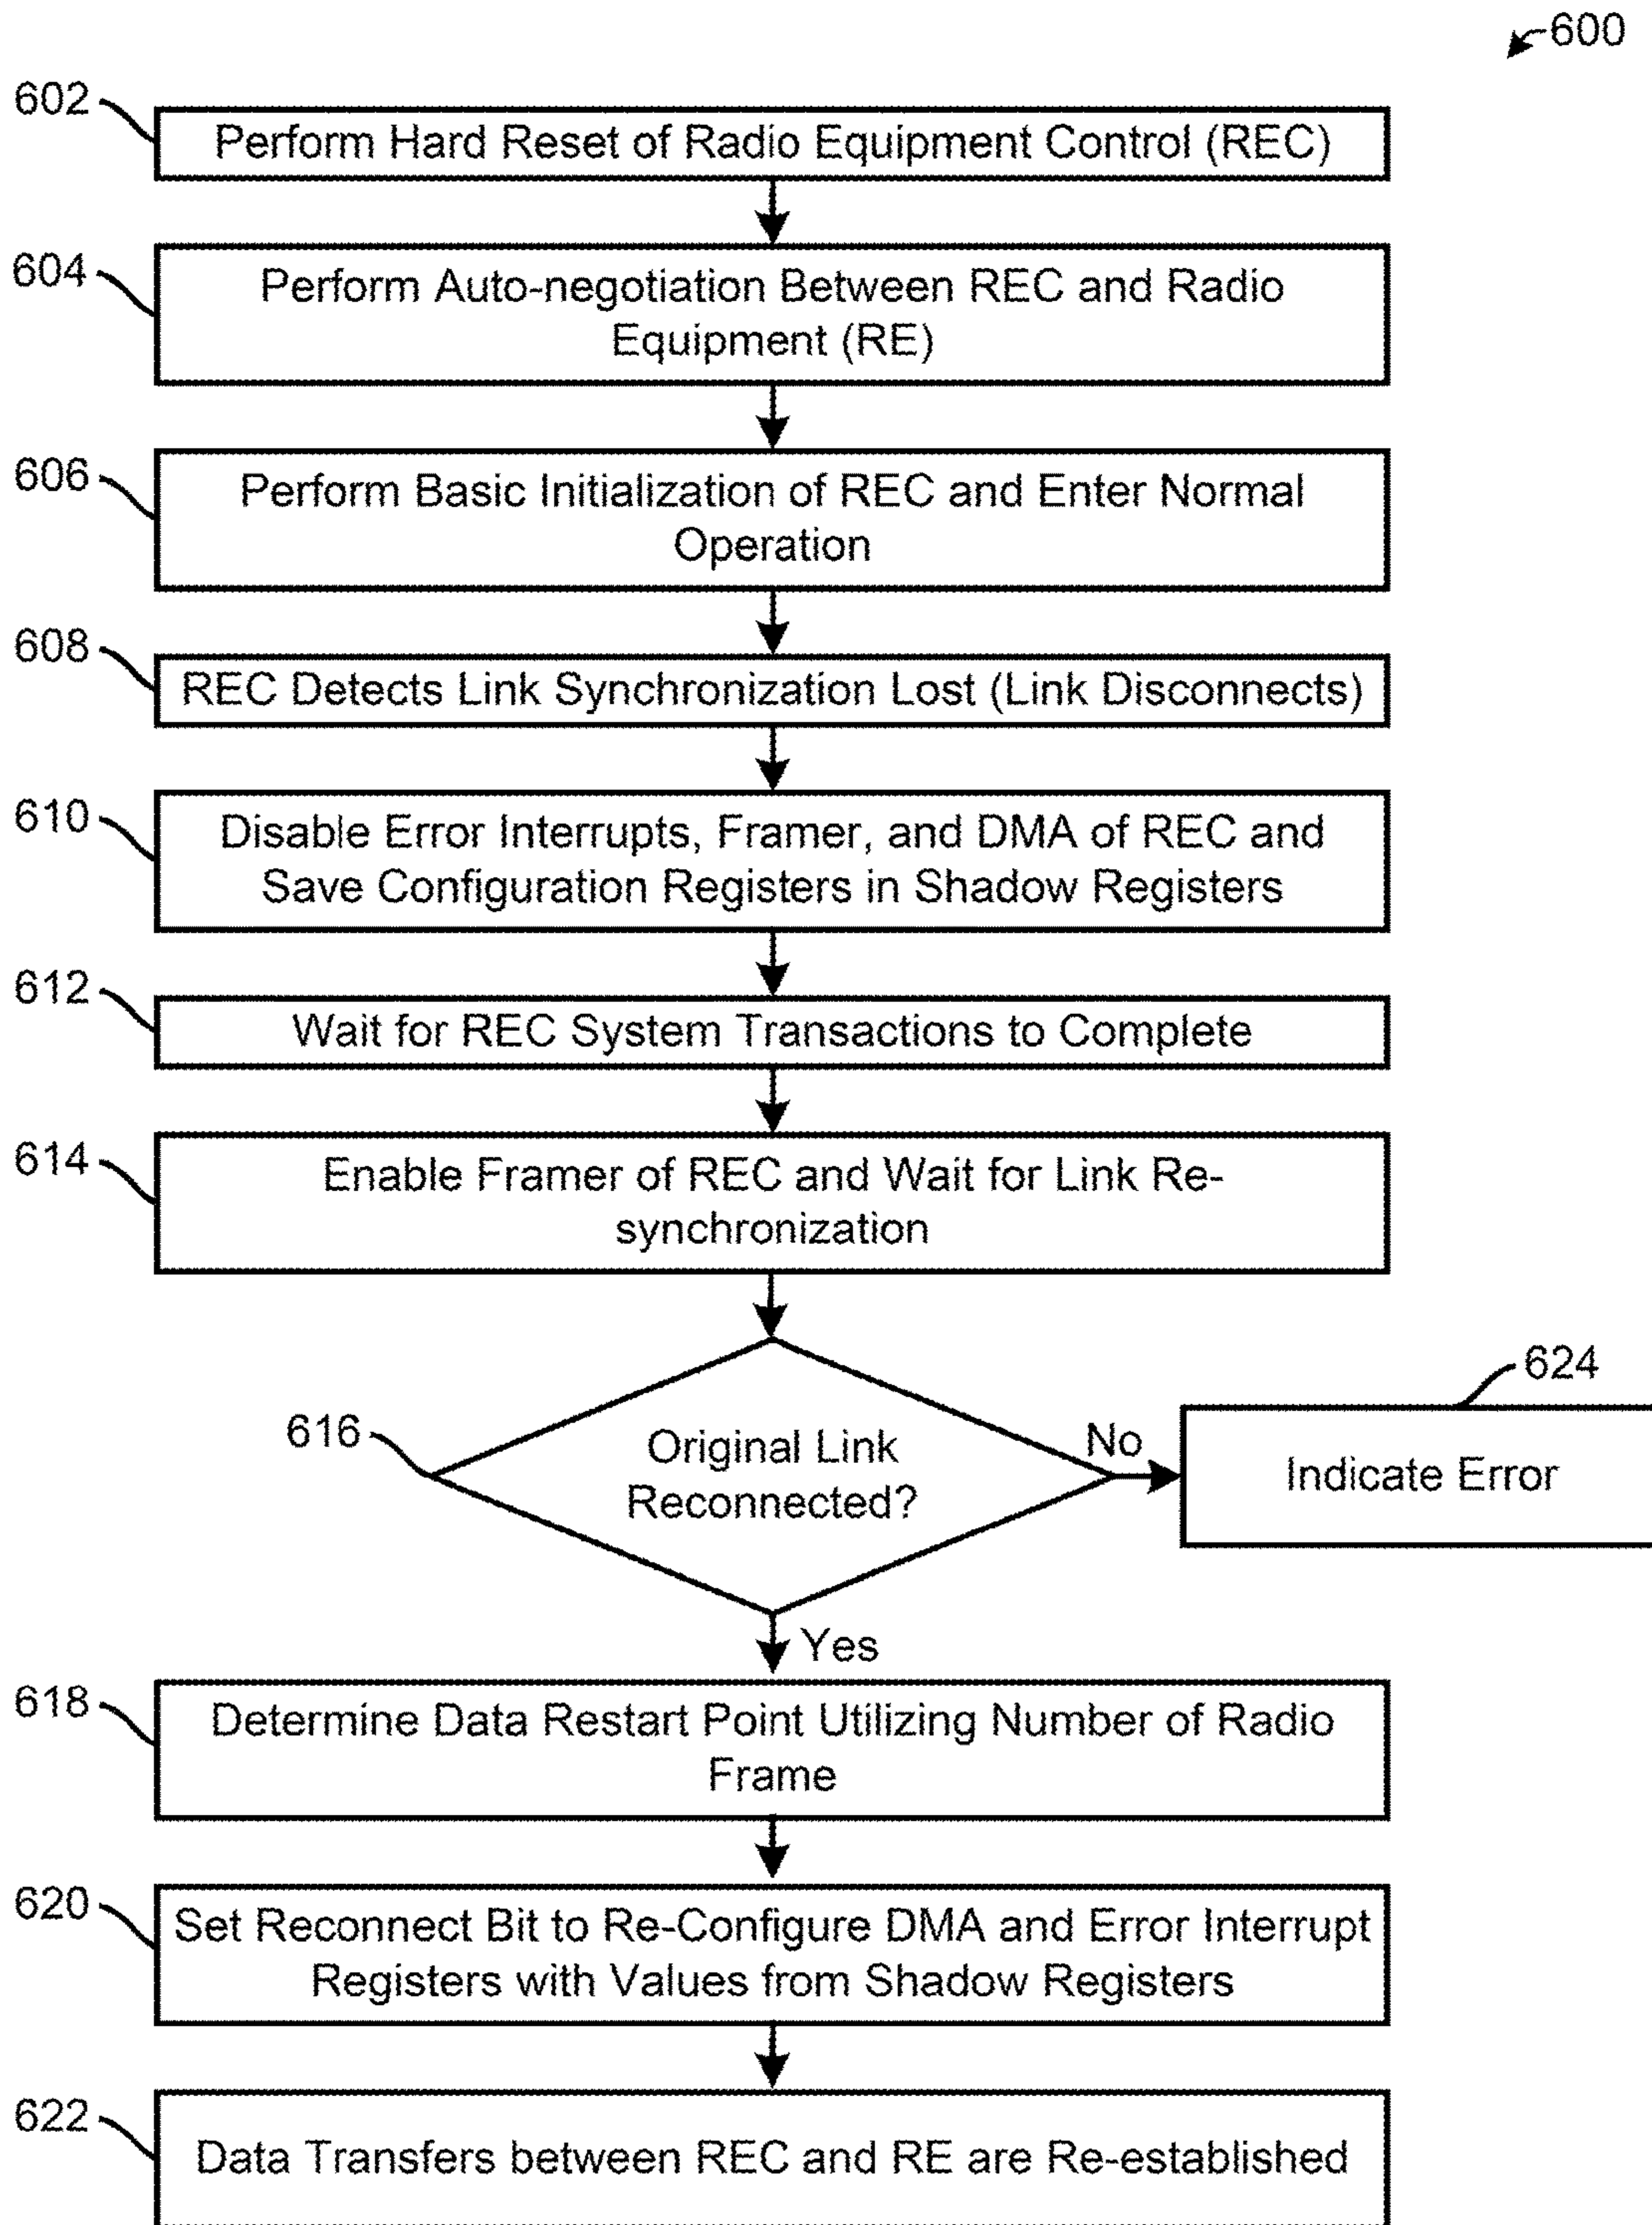 600
602
Perform Hard Reset of Radio Equipment Control (REC)
604
Perform Auto-negotiation Between REC and Radio
Equipment (RE)
606
Perform Basic Initialization of REC and Enter Normal
Operation
608
REC Detects Link Synchronization Lost (Link Disconnects)
610
Disable Error Interrupts, Framer, and DMA of REC and
Save Configuration Registers in Shadow Registers
612
Wait for REC System Transactions to Complete
614
Enable Framer of REC and Wait for Link Re-
synchronization
616
Original Link
Reconnected?
No
624
Indicate Error
Yes
618
Determine Data Restart Point Utilizing Number of Radio
Frame
620
Set Reconnect Bit to Re-Configure DMA and Error Interrupt
Registers with Values from Shadow Registers
622
Data Transfers between REC and RE are Re-established